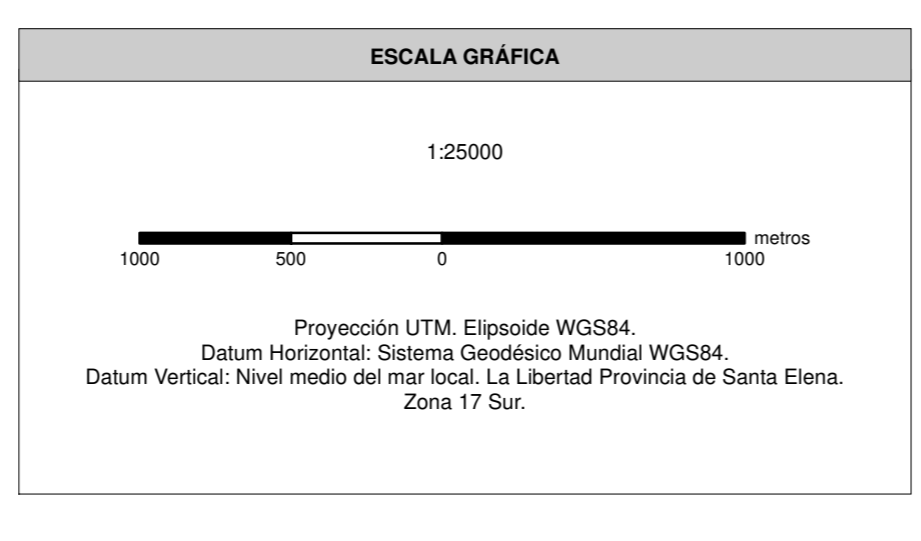 ESCALA GRÁFICA
1:25000
metros
1000 500 0 1000
Proyección UTM. Elipsoide WGS84.
Datum Horizontal: Sistema Geodésico Mundial WGS84.
Datum Vertical: Nivel medio del mar local. La Libertad Provincia de Santa Elena.
Zona 17 Sur.